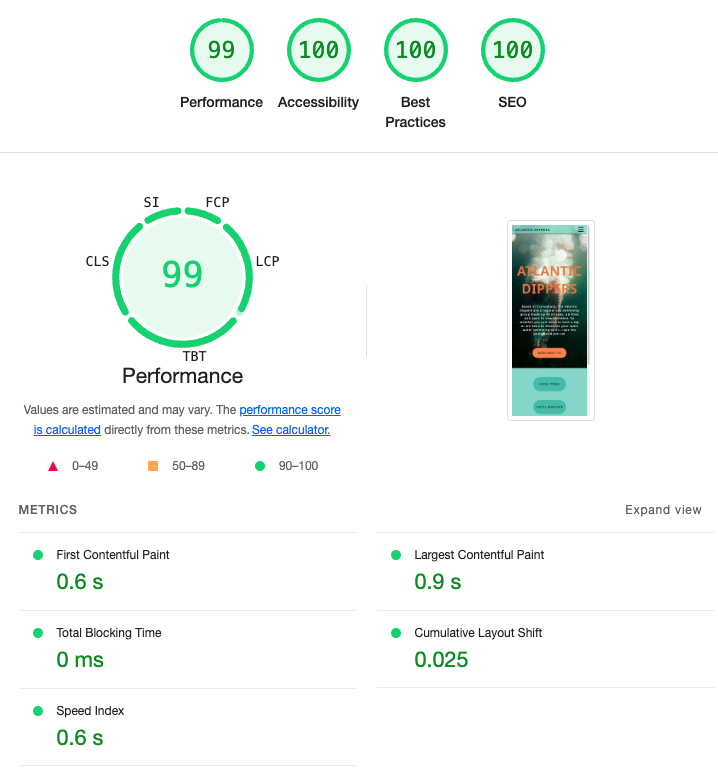 99
100
100
100
Performance
Accessibility
Best
Practices
SEO
SI
FCP
CLS
LCP
99
TBT
Performance
Values are estimated and may vary. The performance score
is calculated directly from these metrics. See calculator.
0–49
50–89
90–100
ATLANTIC DIPPERS
ATLANTIC
DIPPERS
METRICS
Expand view
First Contentful Paint
0.6 s
Largest Contentful Paint
0.9 s
Total Blocking Time
0 ms
Cumulative Layout Shift
0.025
Speed Index
0.6 s